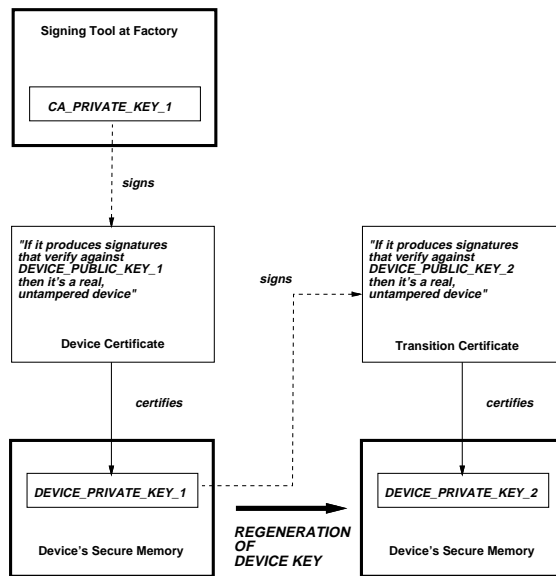 Signing Tool at Factory
CA_PRIVATE_KEY_1
signs
"If it produces signatures
that verify against
DEVICE_PUBLIC_KEY_1
then it's a real,
untampered device"
Device Certificate
signs
"If it produces signatures
that verify against
DEVICE_PUBLIC_KEY_2
then it's a real,
untampered device"
Transition Certificate
certifies
certifies
DEVICE_PRIVATE_KEY_1
Device's Secure Memory
REGENERATION
OF
DEVICE KEY
DEVICE_PRIVATE_KEY_2
Device's Secure Memory